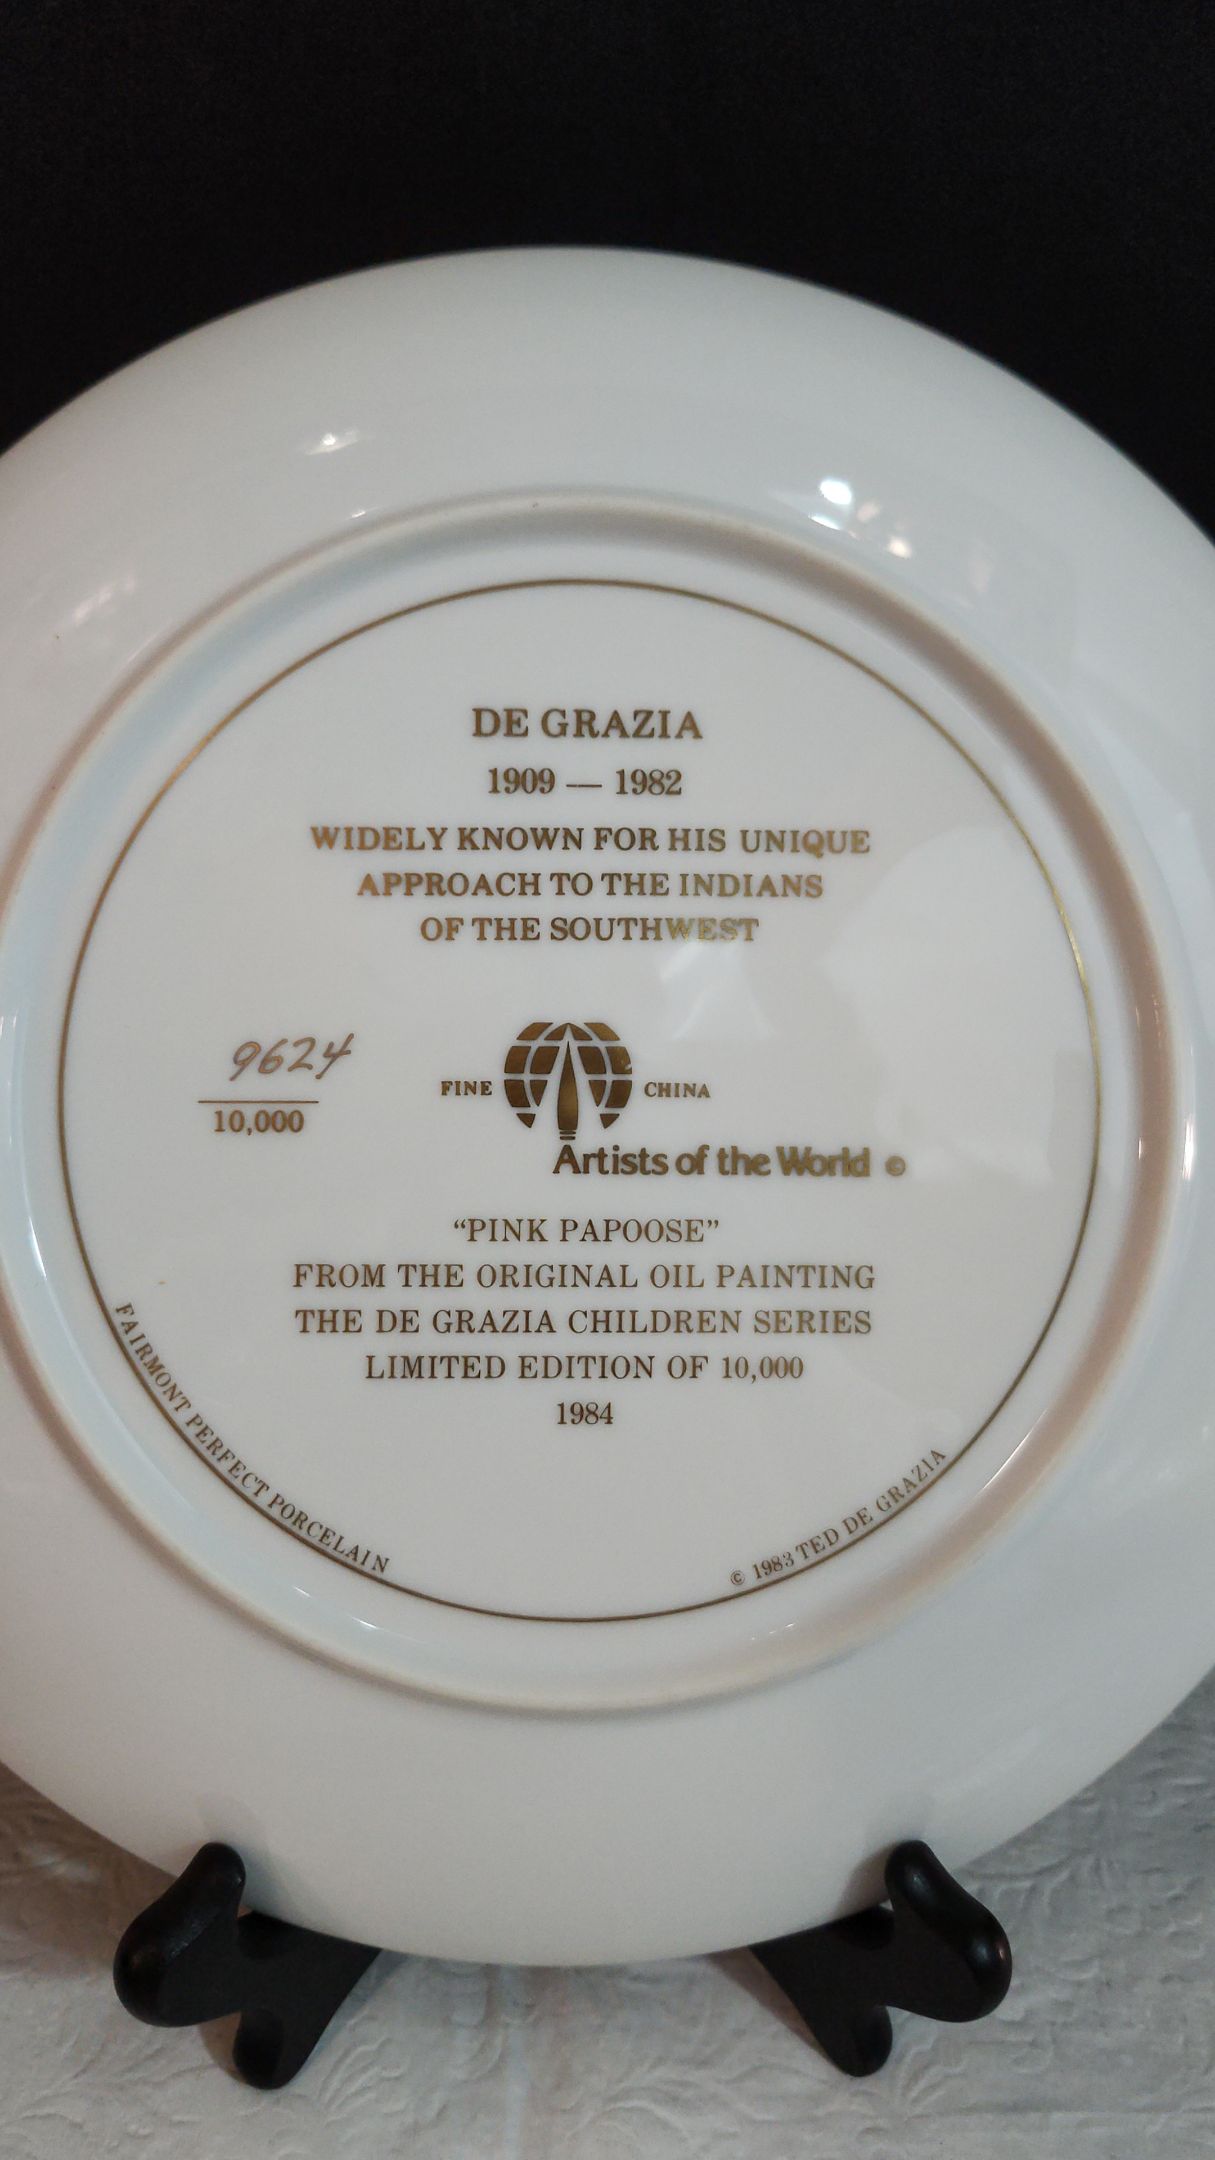 DE GRAZIA
1909 — 1982
WIDELY KNOWN FOR HIS UNIQUE
APPROACH TO THE INDIANS
OF THE SOUTHWEST
9624
10,000
FINE CHINA
Artists of the World ©
“PINK PAPOOSE”
FROM THE ORIGINAL OIL PAINTING
THE DE GRAZIA CHILDREN SERIES
LIMITED EDITION OF 10,000
1984
FAIRMONT PERFECT PORCELAIN
© 1983 TED DE GRAZIA